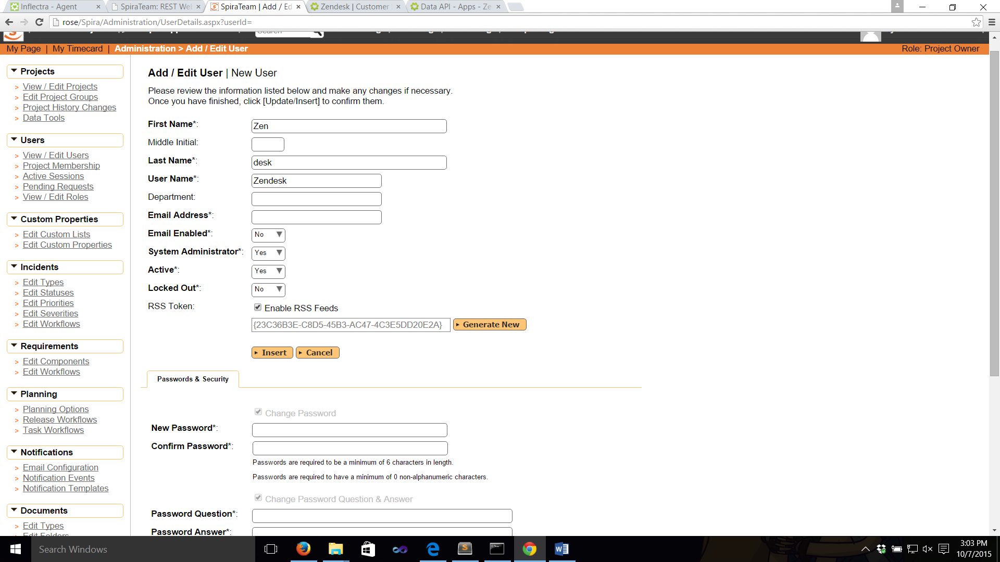 Inflectra - Agent
SpiraTeam: REST We
SpiraTeam | Add / Ed
Zendesk | Customer
Data API - Apps - Ze
rose/Spira/Administration/UserDetails.aspx?userId=
My Page | My Timecard | Administration > Add / Edit User
Role: Project Owner
Projects
> View / Edit Projects
> Edit Project Groups
> Project History Changes
> Data Tools
Users
> View / Edit Users
> Project Membership
> Active Sessions
> Pending Requests
> View / Edit Roles
Custom Properties
> Edit Custom Lists
> Edit Custom Properties
Incidents
> Edit Types
> Edit Statuses
> Edit Priorities
> Edit Severities
> Edit Workflows
Requirements
> Edit Components
> Edit Workflows
Planning
> Planning Options
> Release Workflows
> Task Workflows
Notifications
> Email Configuration
> Notification Events
> Notification Templates
Documents
> Edit Types
> Edit Folders
Add / Edit User | New User
Please review the information listed below and make any changes if necessary.
Once you have finished, click [Update/Insert] to confirm them.
First Name*: Zen
Middle Initial:
Last Name*: desk
User Name*: Zendesk
Department:
Email Address*:
Email Enabled*: No
System Administrator*: Yes
Active*: Yes
Locked Out*: No
RSS Token: Enable RSS Feeds
{23C36B3E-C8D5-45B3-AC47-4C3E5DD20E2A} Generate New
Insert Cancel
Passwords & Security
Change Password
New Password*:
Confirm Password*:
Passwords are required to be a minimum of 6 characters in length.
Passwords are required to have a minimum of 0 non-alphanumeric characters.
Change Password Question & Answer
Password Question*:
Password Answer*:
Search Windows
3:03 PM
10/7/2015